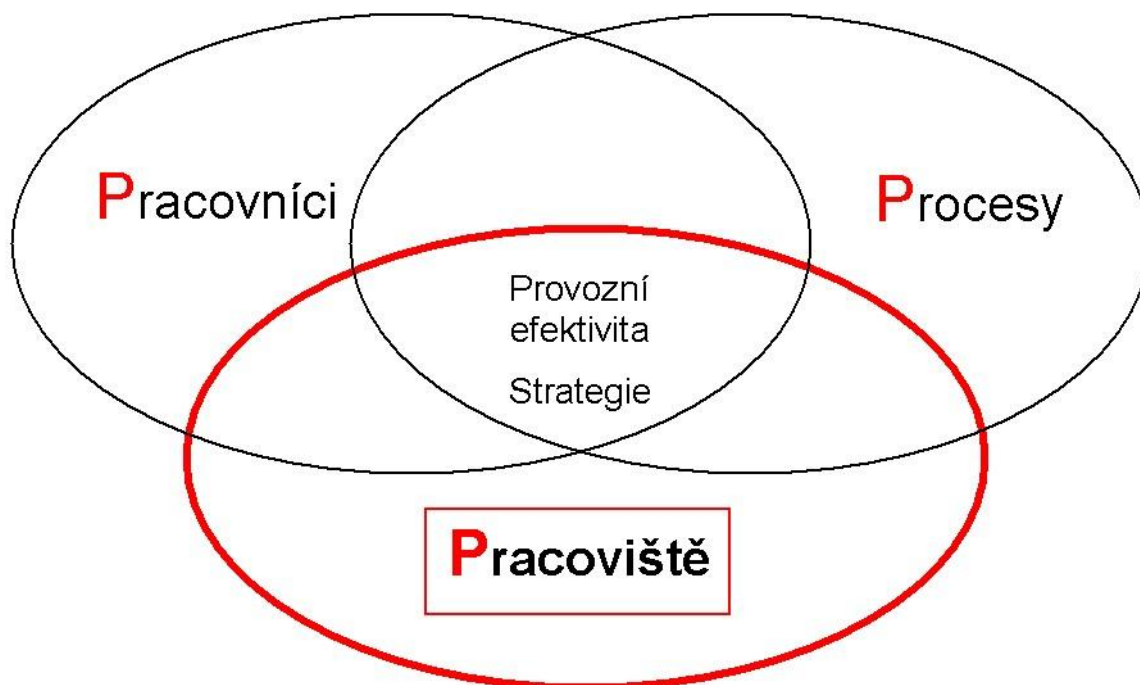 Pracovníci
Procesy
Provozní
efektivita
Strategie
Pracoviště